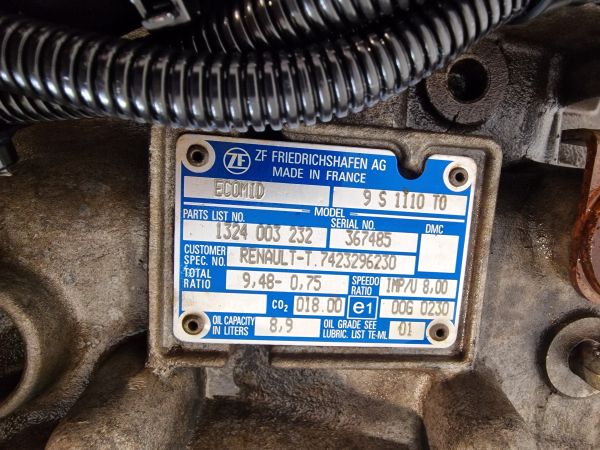 ZF ZF FRIEDRICHSHAFEN AG
MADE IN FRANCE
ECOMID 9 S 1110 TO
MODEL
PARTS LIST NO. SERIAL NO. DMC
1324 003 232 367485
CUSTOMER SPEC. NO. RENAULT-T.7423296230
TOTAL RATIO 9,48- 0,75 SPEEDO RATIO IMP/U 8,00
CO2 018.00 e1 00G 0230
OIL CAPACITY IN LITERS 8,9 OIL GRADE SEE LUBRIC. LIST TE-ML 01